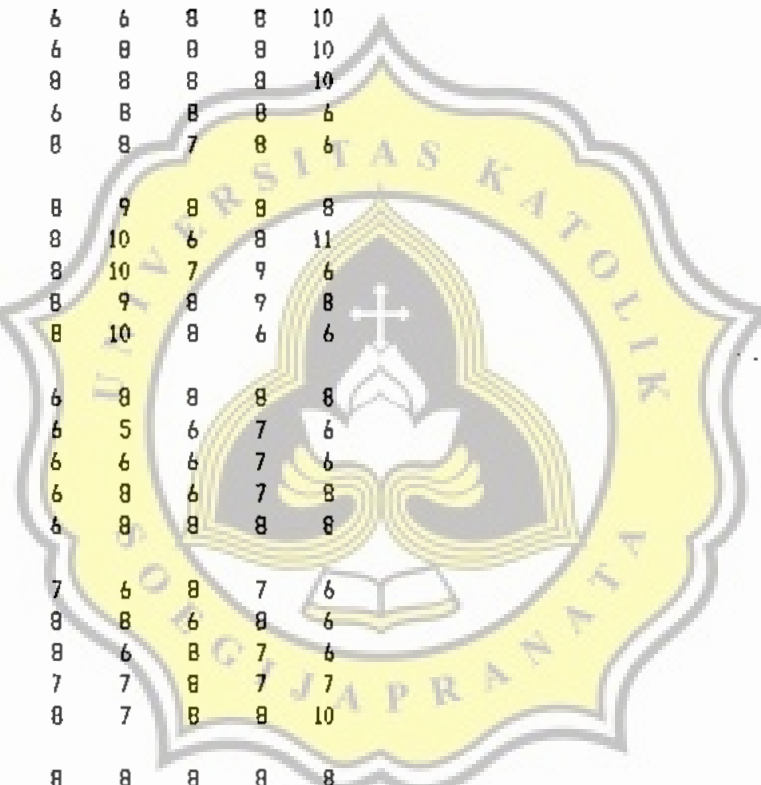 6 6 8 8 10
6 8 8 8 10
8 8 8 8 10
6 8 8 8 6
8 8 7 8 6
8 9 8 8 8
8 10 6 8 11
8 10 7 9 6
8 9 8 9 8
8 10 8 6 6
6 8 8 8 8
6 5 6 7 6
6 6 6 7 6
6 8 6 7 8
6 8 8 8 8
7 6 8 7 6
8 8 6 8 6
8 6 8 7 6
7 7 8 7 7
8 7 8 8 10
8 8 8 8 8
UNIVERSITAS KATOLIK
SOEGIJAPRANATA